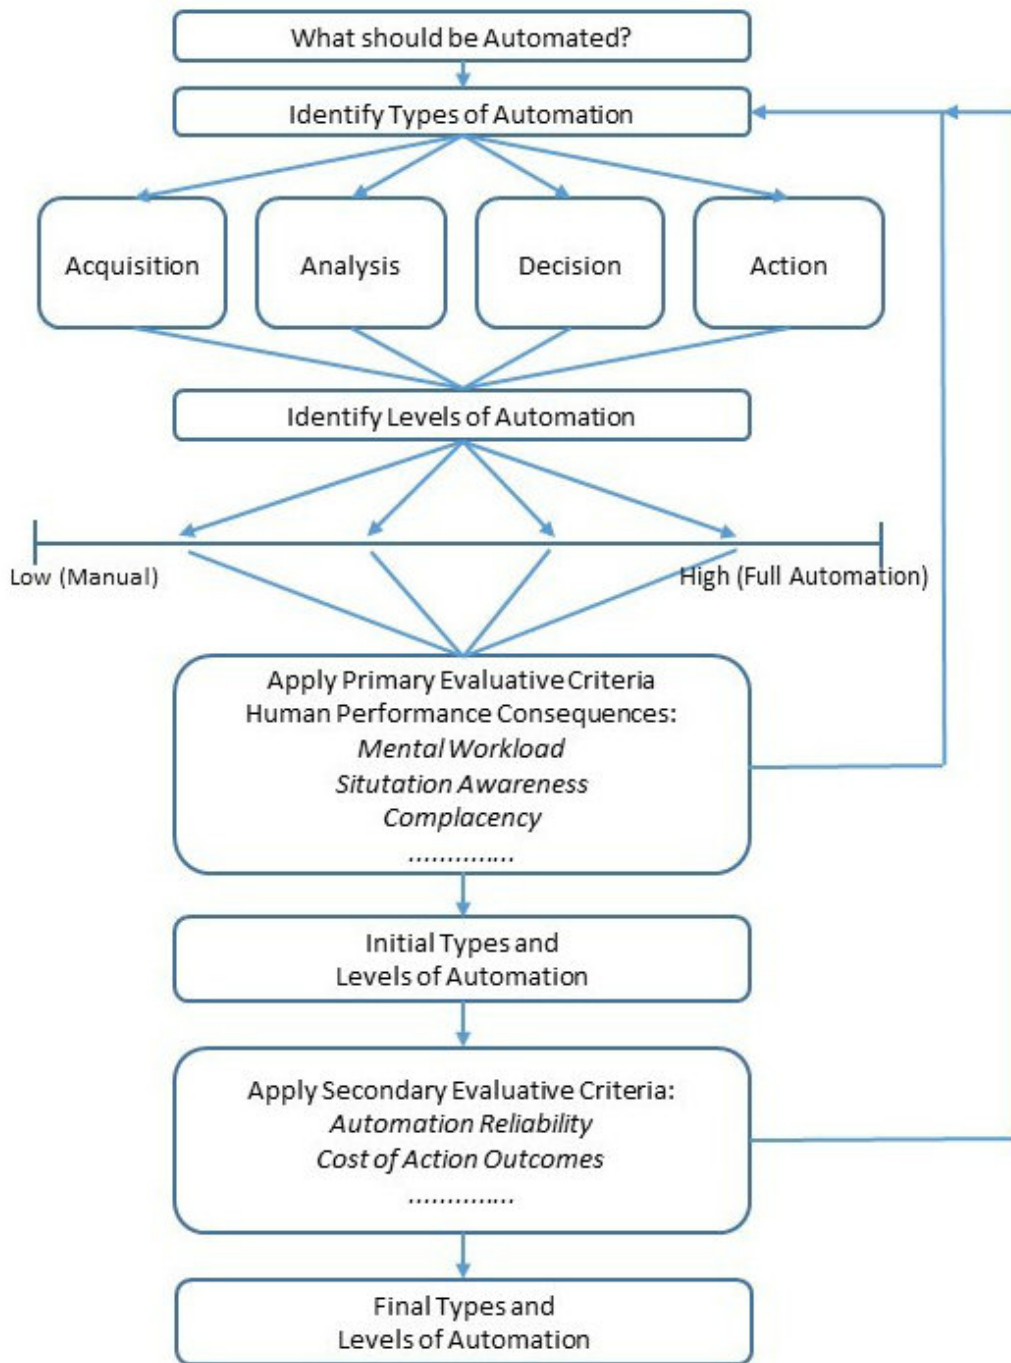 What should be Automated?
Identify Types of Automation
Acquisition
Analysis
Decision
Action
Identify Levels of Automation
Low (Manual)
High (Full Automation)
Apply Primary Evaluative Criteria
Human Performance Consequences:
Mental Workload
Situtation Awareness
Complacency
..............
Initial Types and
Levels of Automation
Apply Secondary Evaluative Criteria:
Automation Reliability
Cost of Action Outcomes
..............
Final Types and
Levels of Automation